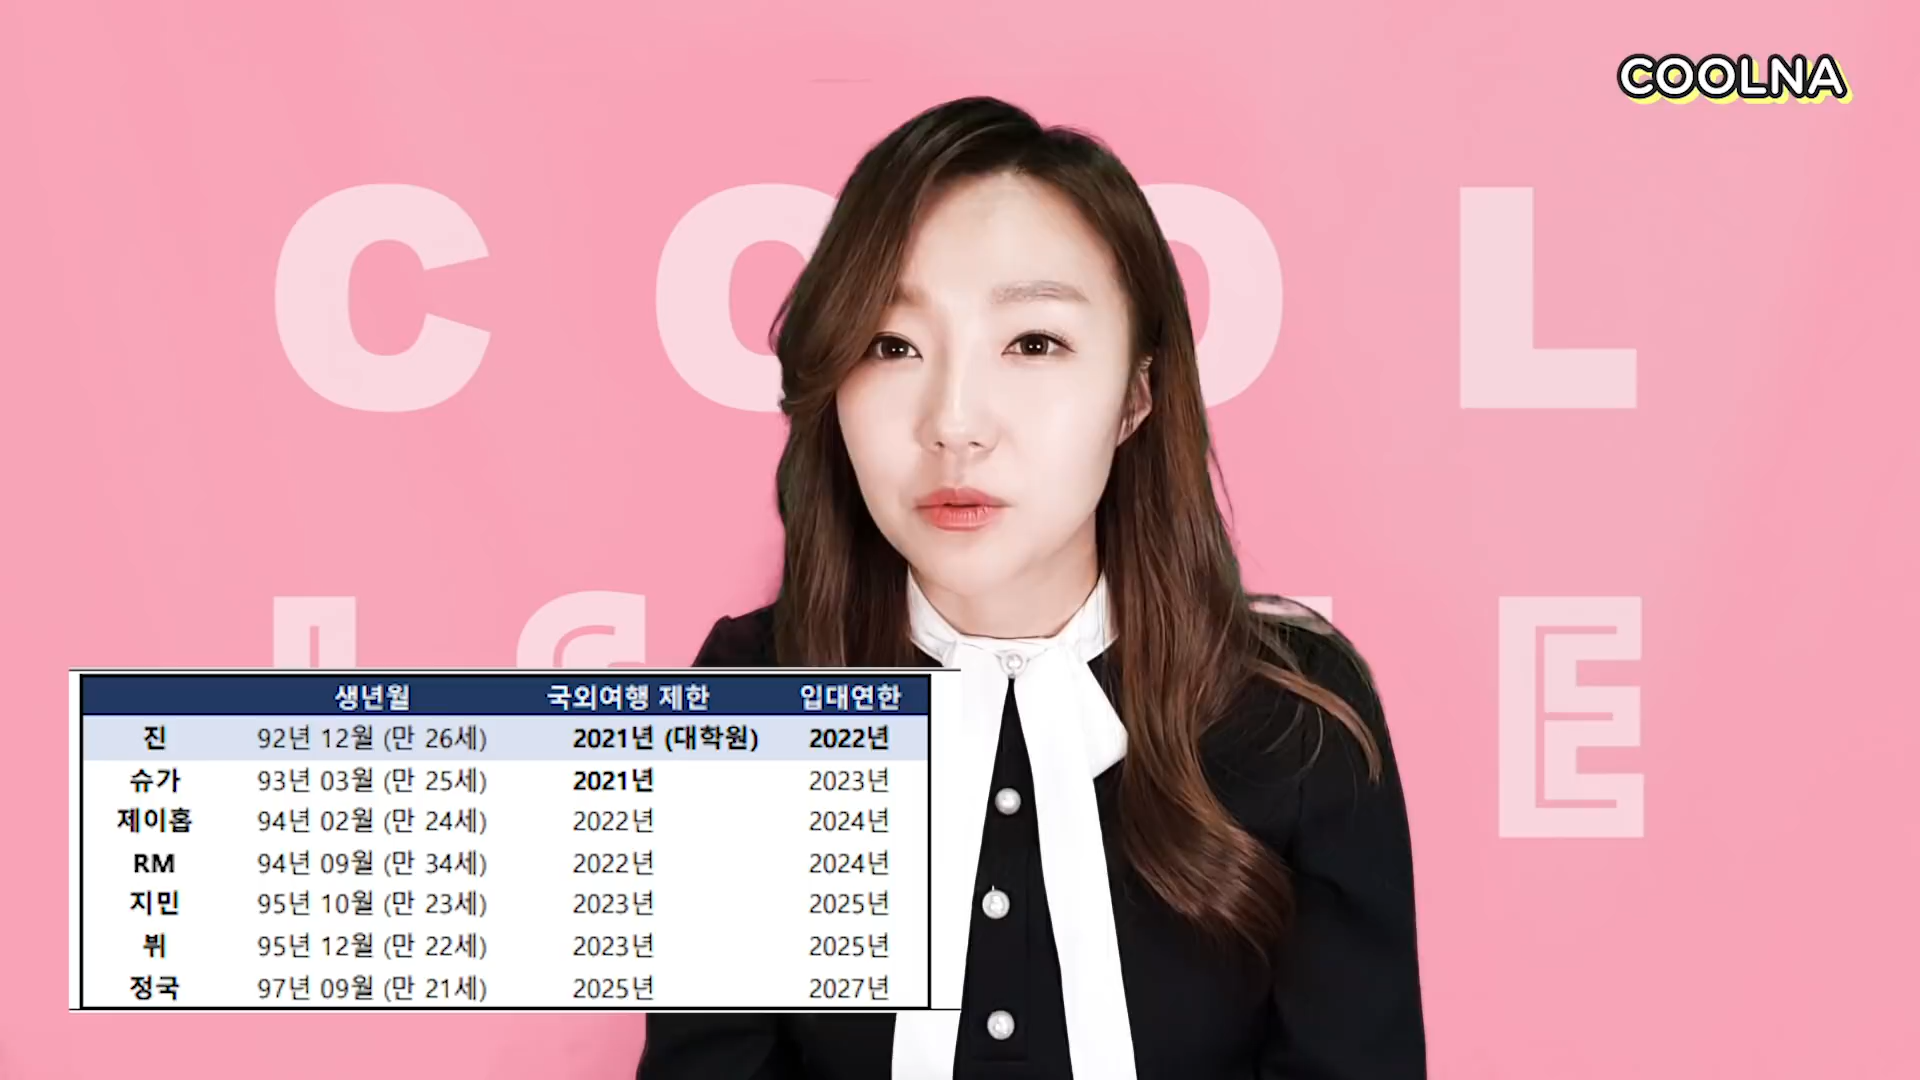 COOLNA
C O O L
I S E
생년월 국외여행 제한 입대연한
진 92년 12월 (만 26세) 2021년 (대학원) 2022년
슈가 93년 03월 (만 25세) 2021년 2023년
제이홉 94년 02월 (만 24세) 2022년 2024년
RM 94년 09월 (만 34세) 2022년 2024년
지민 95년 10월 (만 23세) 2023년 2025년
뷔 95년 12월 (만 22세) 2023년 2025년
정국 97년 09월 (만 21세) 2025년 2027년